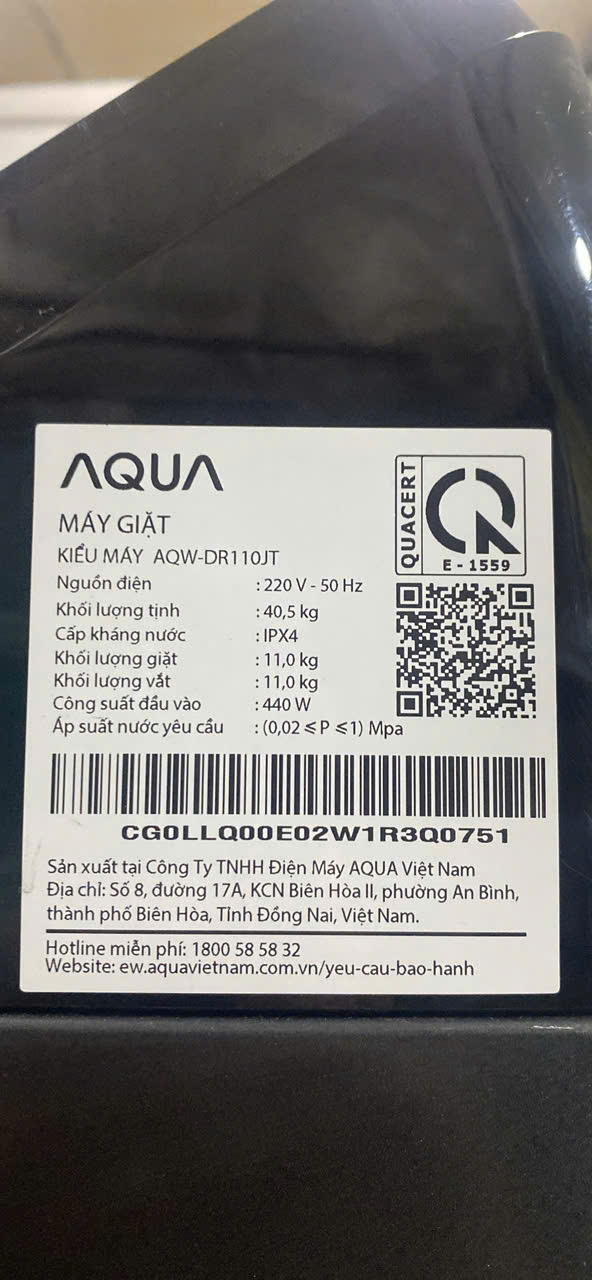 AQUA
MÁY GIẶT
KIỂU MÁY AQW-DR110JT
Nguồn điện : 220 V - 50 Hz
Khối lượng tịnh : 40,5 kg
Cấp kháng nước : IPX4
Khối lượng giặt : 11,0 kg
Khối lượng vắt : 11,0 kg
Công suất đầu vào : 440 W
Áp suất nước yêu cầu : (0,02 ⩽ P ⩽ 1) Mpa
QUACERT
E - 1559
CG0LLQ00E02W1R3Q0751
Sản xuất tại Công Ty TNHH Điện Máy AQUA Việt Nam
Địa chỉ: Số 8, đường 17A, KCN Biên Hòa II, phường An Bình,
thành phố Biên Hòa, Tỉnh Đồng Nai, Việt Nam.
Hotline miễn phí: 1800 58 58 32
Website: ew.aquavietnam.com.vn/yeu-cau-bao-hanh